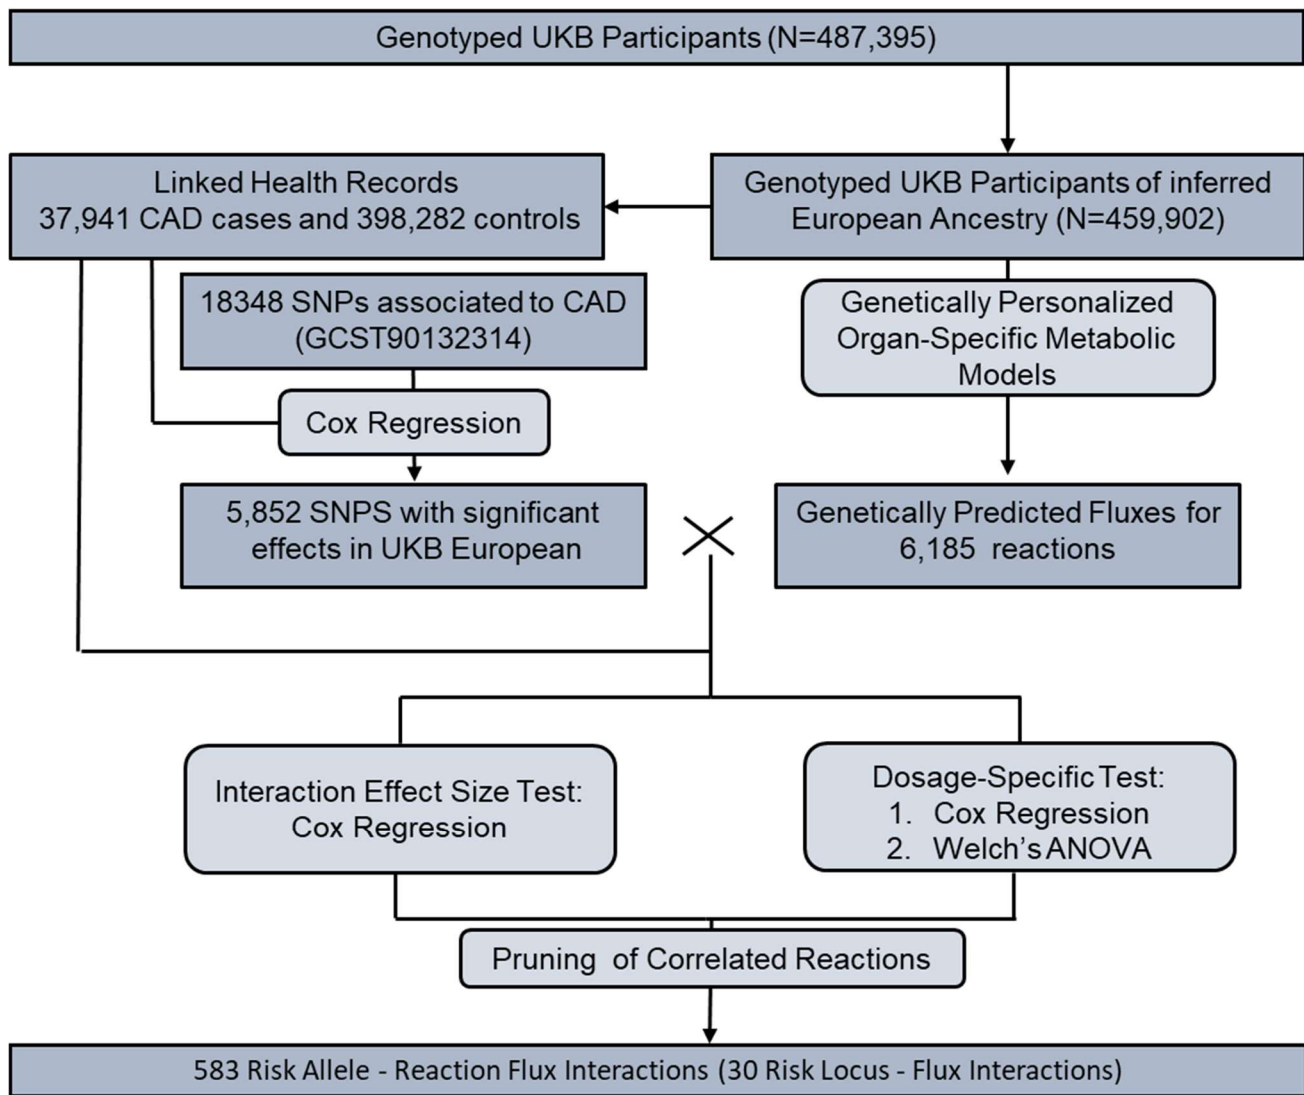 Genotyped UKB Participants (N=487,395)
Linked Health Records
37,941 CAD cases and 398,282 controls
Genotyped UKB Participants of inferred
European Ancestry (N=459,902)
18348 SNPs associated to CAD
(GCST90132314)
Genetically Personalized
Organ-Specific Metabolic
Models
Cox Regression
5,852 SNPS with significant
effects in UKB European
Genetically Predicted Fluxes for
6,185 reactions
Interaction Effect Size Test:
Cox Regression
Dosage-Specific Test:
1. Cox Regression
2. Welch's ANOVA
Pruning of Correlated Reactions
583 Risk Allele - Reaction Flux Interactions (30 Risk Locus - Flux Interactions)